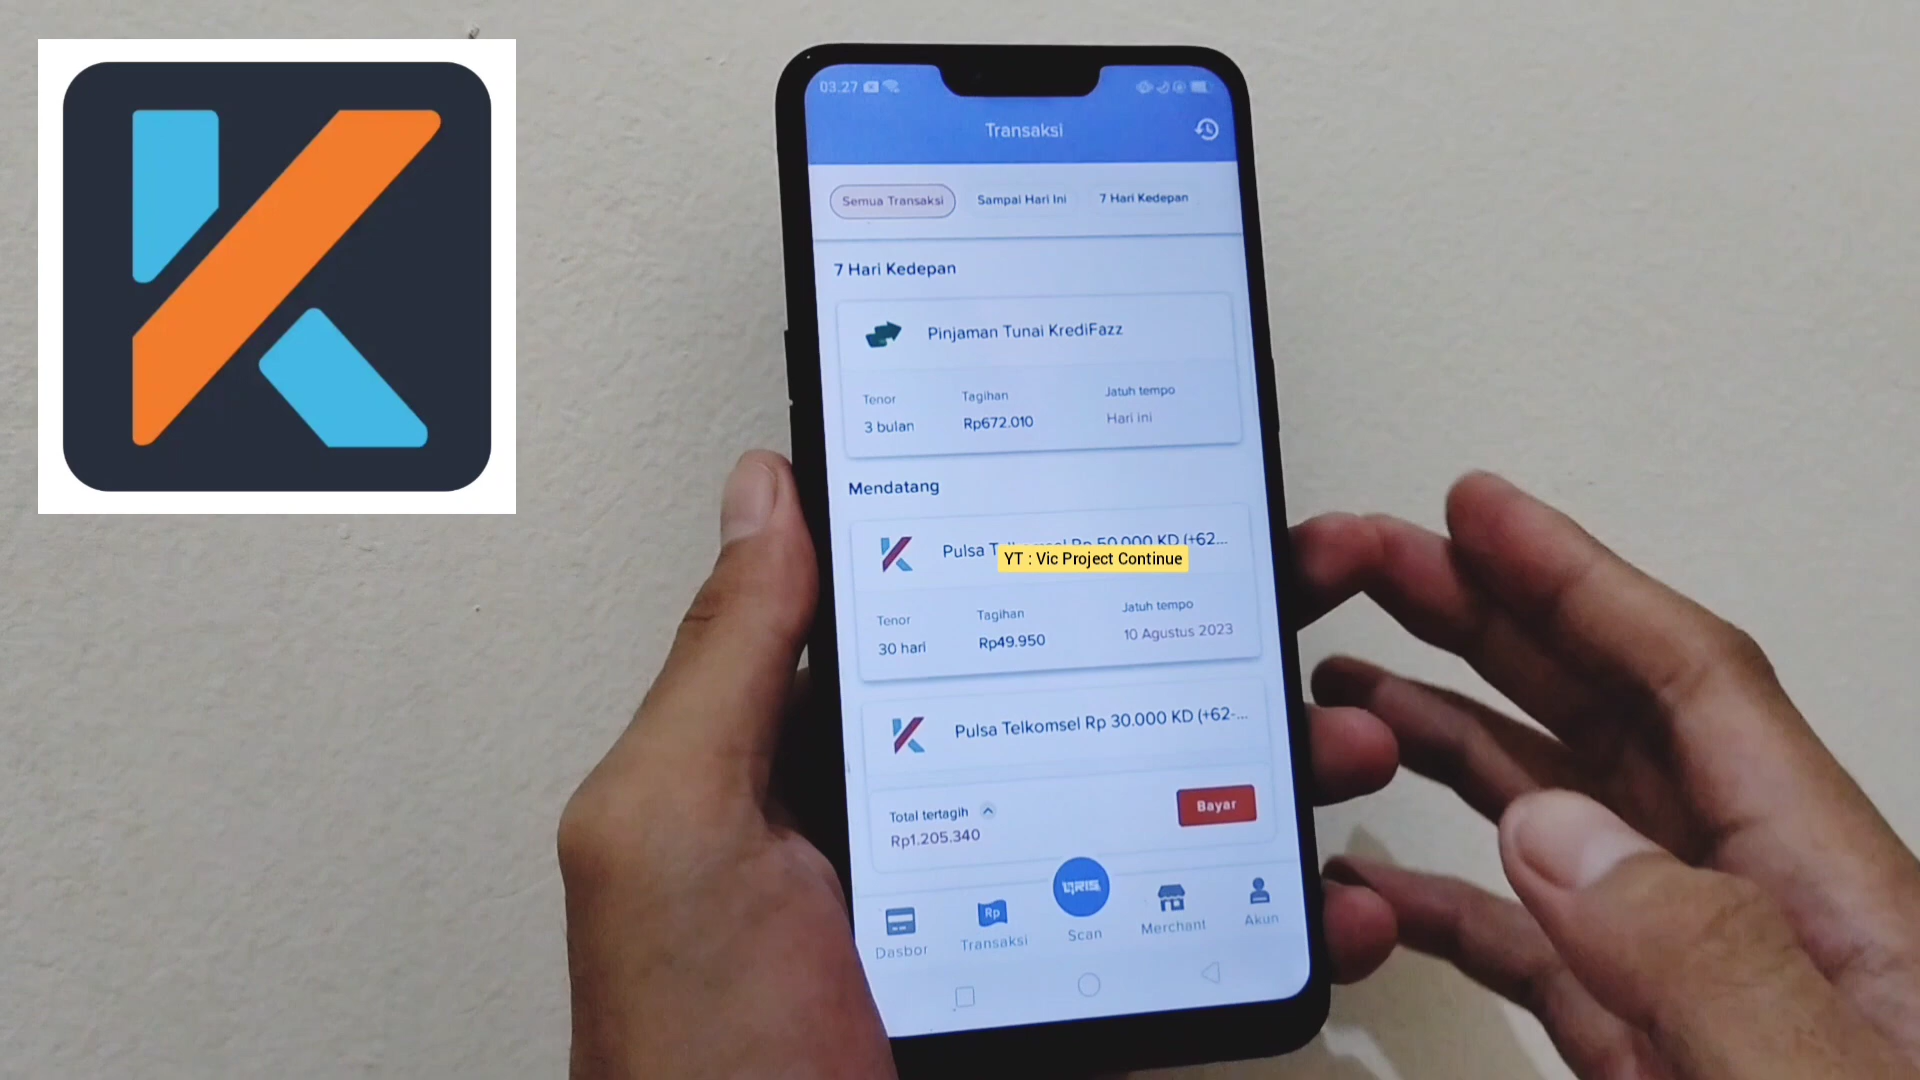 03.27
Transaksi
Semua Transaksi
Sampai Hari Ini
7 Hari Kedepan
7 Hari Kedepan
Pinjaman Tunai KrediFazz
Tenor
Tagihan
Jatuh tempo
3 bulan
Rp672.010
Hari ini
Mendatang
Pulsa Rp 50.000 KD (+62...
YT : Vic Project Continue
Tenor
Tagihan
Jatuh tempo
30 hari
Rp49.950
10 Agustus 2023
Pulsa Telkomsel Rp 30.000 KD (+62-...
Total tertagih
Rp1.205.340
Bayar
QRIS
Rp
Dasbor
Transaksi
Scan
Merchant
Akun